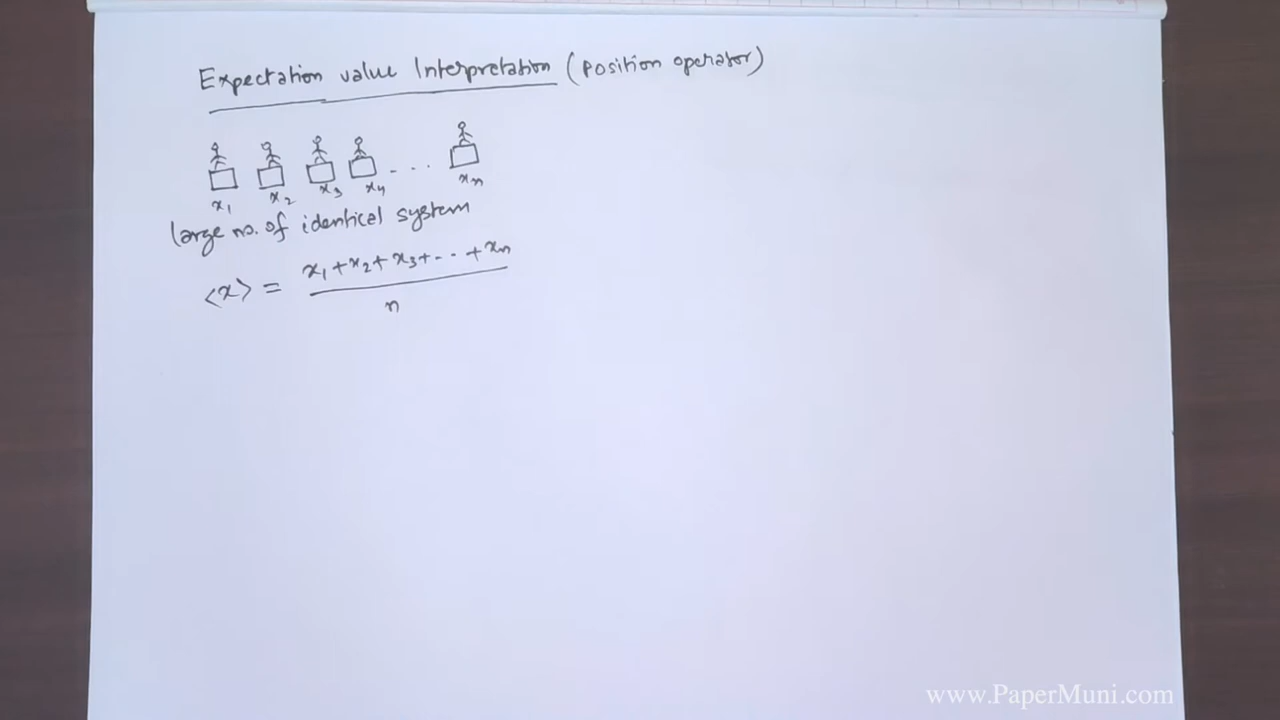 Expectation value Interpretation (position operator)
x₁ x₂ x₃ x₄ . . . xₙ
large no. of identical system
<x> = x₁ + x₂ + x₃ + - . . + xₙ
n
www.PaperMuni.com